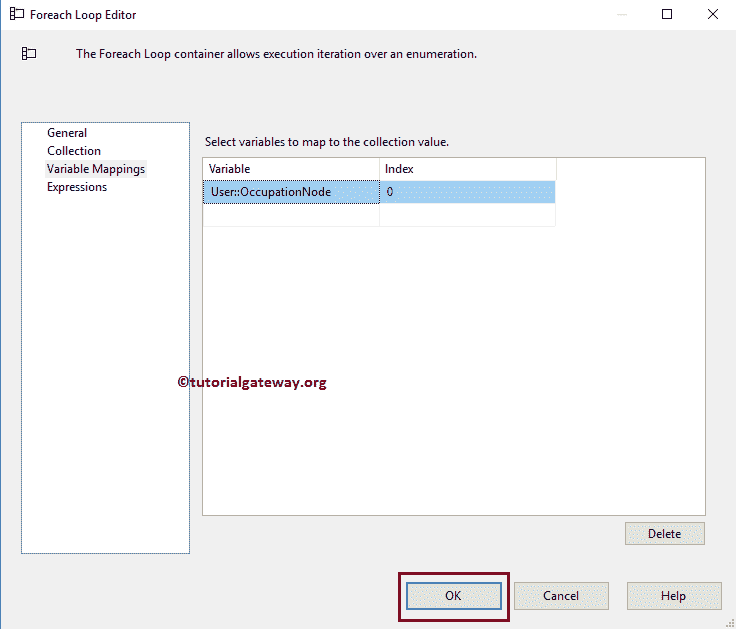 Foreach Loop Editor
The Foreach Loop container allows execution iteration over an enumeration.
General
Collection
Variable Mappings
Expressions
Select variables to map to the collection value.
Variable Index
User::OccupationNode 0
©tutorialgateway.org
Delete
OK Cancel Help